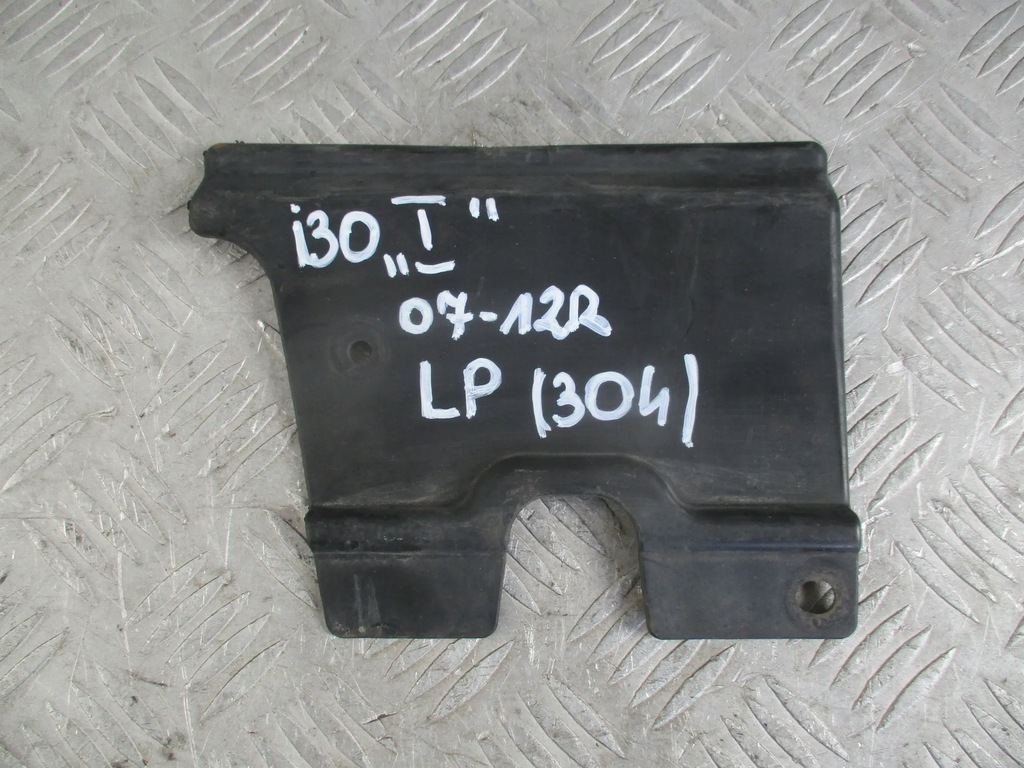 i30 „I"
07-12R
LP (304)